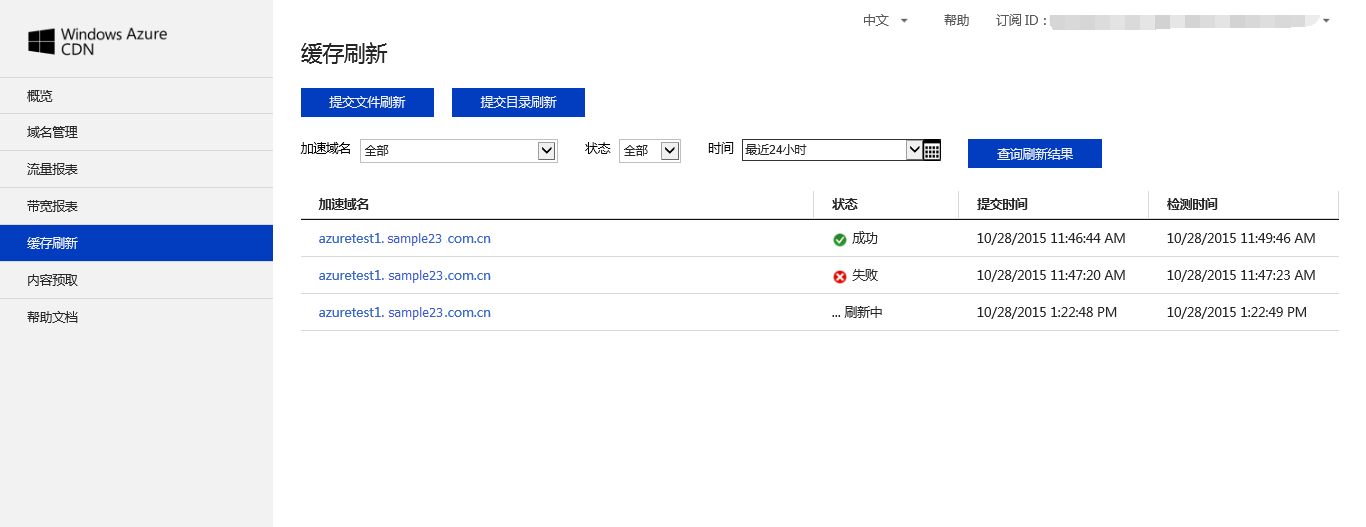 Windows Azure
CDN
概览
域名管理
流量报表
带宽报表
缓存刷新
内容预取
帮助文档
中文 帮助 订阅 ID：
缓存刷新
提交文件刷新 提交目录刷新
加速域名 全部 状态 全部 时间 最近24小时 查询刷新结果
加速域名 状态 提交时间 检测时间
azuretest1. sample23 .com.cn 成功 10/28/2015 11:46:44 AM 10/28/2015 11:49:46 AM
azuretest1. sample23.com.cn 失败 10/28/2015 11:47:20 AM 10/28/2015 11:47:23 AM
azuretest1. sample23.com.cn ... 刷新中 10/28/2015 1:22:48 PM 10/28/2015 1:22:49 PM